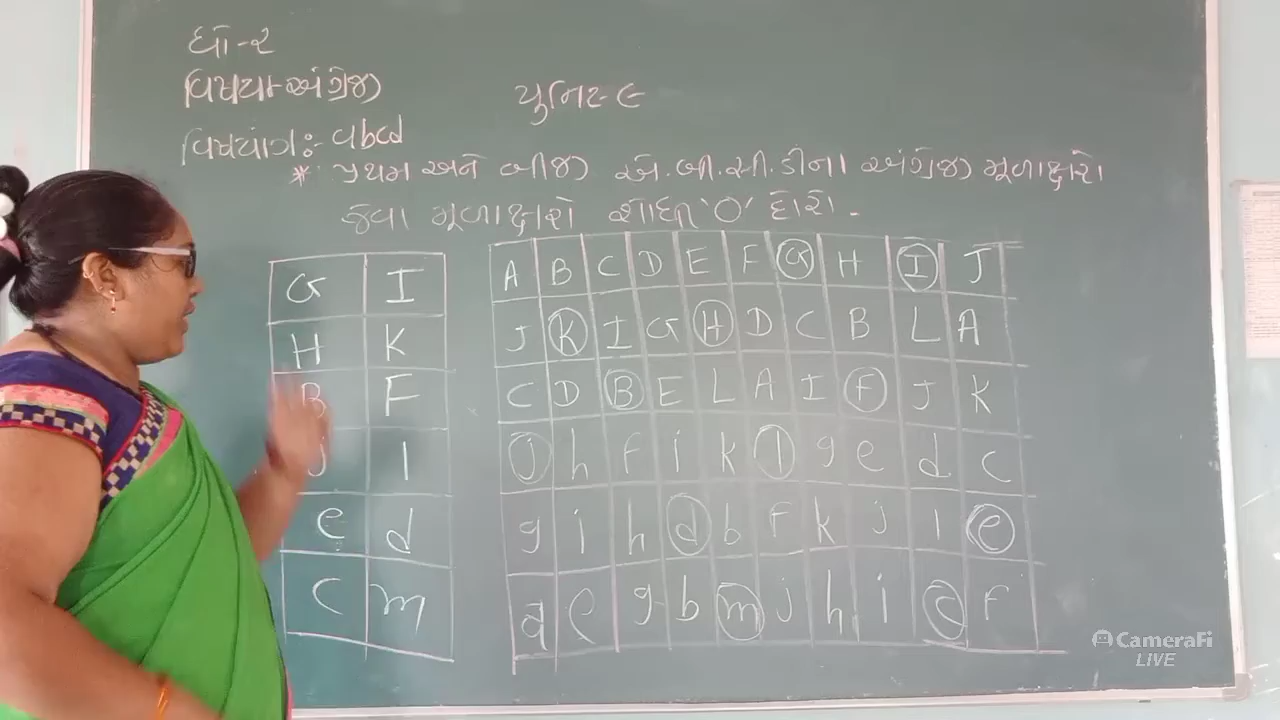 ધો-૨
વિષય-અંગ્રેજી
યુનિટ ૯
વિષયાંગ:- abcd
* પ્રથમ અને બીજી એ.બી.સી.ડીના અંગ્રેજી મૂળાક્ષરો
જેવા મૂળાક્ષરો શોધી 'O' દોરો.
G I
H K
B F
j l
e d
c m
A B C D E F G H I J
J K I G H D C B L A
C D B E L A I F J K
j h f i k l g e d c
g i h d b f k j l e
a e g b m j h i c f
CameraFi
LIVE